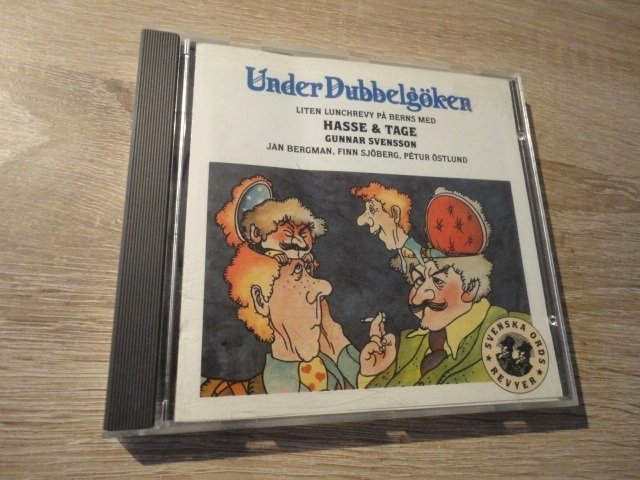 Under Dubbelgöken
LITEN LUNCHREVY PÅ BERNS MED
HASSE & TAGE
GUNNAR SVENSSON
JAN BERGMAN, FINN SJÖBERG, PÉTUR ÖSTLUND
SVENSKA ORDS
REVYER